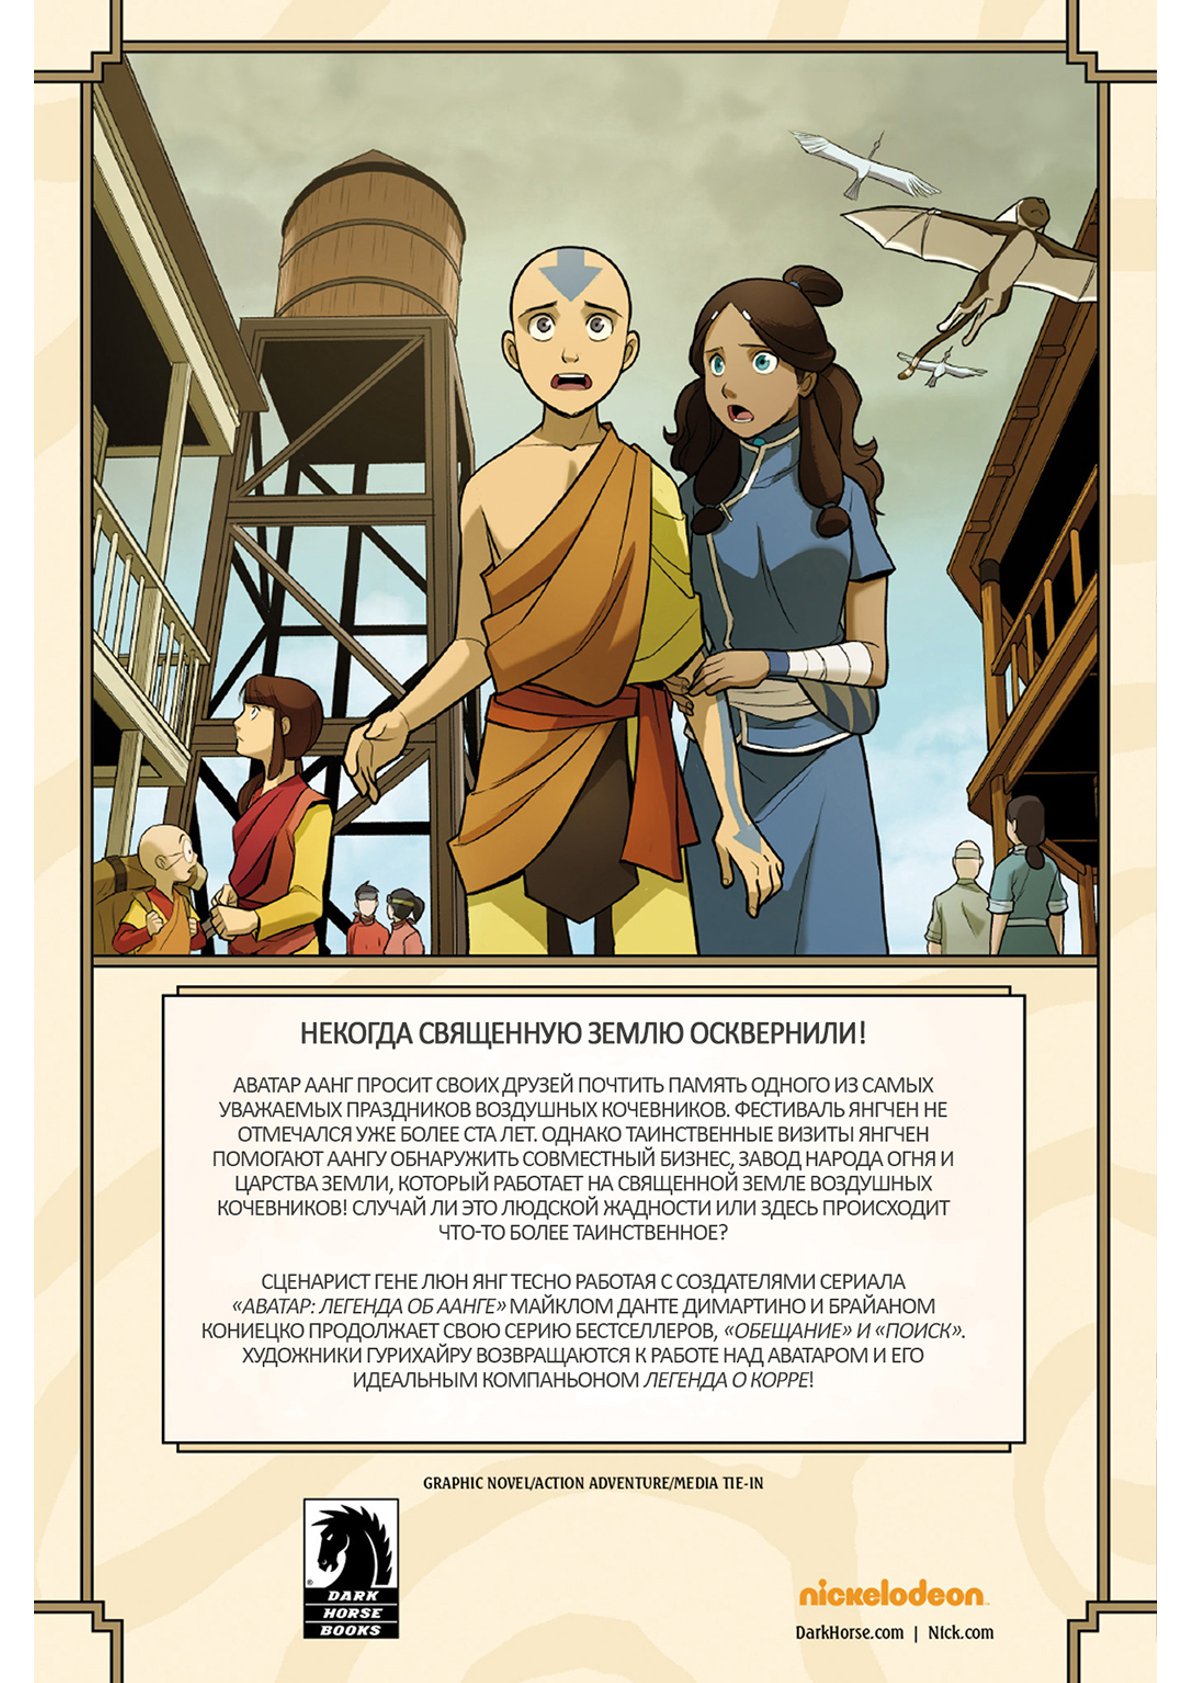 НЕКОГДА СВЯЩЕННУЮ ЗЕМЛЮ ОСКВЕРНИЛИ!
АВАТАР ААНГ ПРОСИТ СВОИХ ДРУЗЕЙ ПОЧТИТЬ ПАМЯТЬ ОДНОГО ИЗ САМЫХ
УВАЖАЕМЫХ ПРАЗДНИКОВ ВОЗДУШНЫХ КОЧЕВНИКОВ. ФЕСТИВАЛЬ ЯНГЧЕН НЕ
ОТМЕЧАЛСЯ УЖЕ БОЛЕЕ СТА ЛЕТ. ОДНАКО ТАИНСТВЕННЫЕ ВИЗИТЫ ЯНГЧЕН
ПОМОГАЮТ ААНГУ ОБНАРУЖИТЬ СОВМЕСТНЫЙ БИЗНЕС, ЗАВОД НАРОДА ОГНЯ И
ЦАРСТВА ЗЕМЛИ, КОТОРЫЙ РАБОТАЕТ НА СВЯЩЕННОЙ ЗЕМЛЕ ВОЗДУШНЫХ
КОЧЕВНИКОВ! СЛУЧАЙ ЛИ ЭТО ЛЮДСКОЙ ЖАДНОСТИ ИЛИ ЗДЕСЬ ПРОИСХОДИТ
ЧТО-ТО БОЛЕЕ ТАИНСТВЕННОЕ?
СЦЕНАРИСТ ГЕНЕ ЛЮН ЯНГ ТЕСНО РАБОТАЯ С СОЗДАТЕЛЯМИ СЕРИАЛА
«АВАТАР: ЛЕГЕНДА ОБ ААНГЕ» МАЙКЛОМ ДАНТЕ ДИМАРТИНО И БРАЙАНОМ
КОНИЕЦКО ПРОДОЛЖАЕТ СВОЮ СЕРИЮ БЕСТСЕЛЛЕРОВ, «ОБЕЩАНИЕ» И «ПОИСК».
ХУДОЖНИКИ ГУРИХАЙРУ ВОЗВРАЩАЮТСЯ К РАБОТЕ НАД АВАТАРОМ И ЕГО
ИДЕАЛЬНЫМ КОМПАНЬОНОМ ЛЕГЕНДА О КОРРЕ!
GRAPHIC NOVEL/ACTION ADVENTURE/MEDIA TIE-IN
DARK
HORSE
BOOKS
nickelodeon
DarkHorse.com | Nick.com